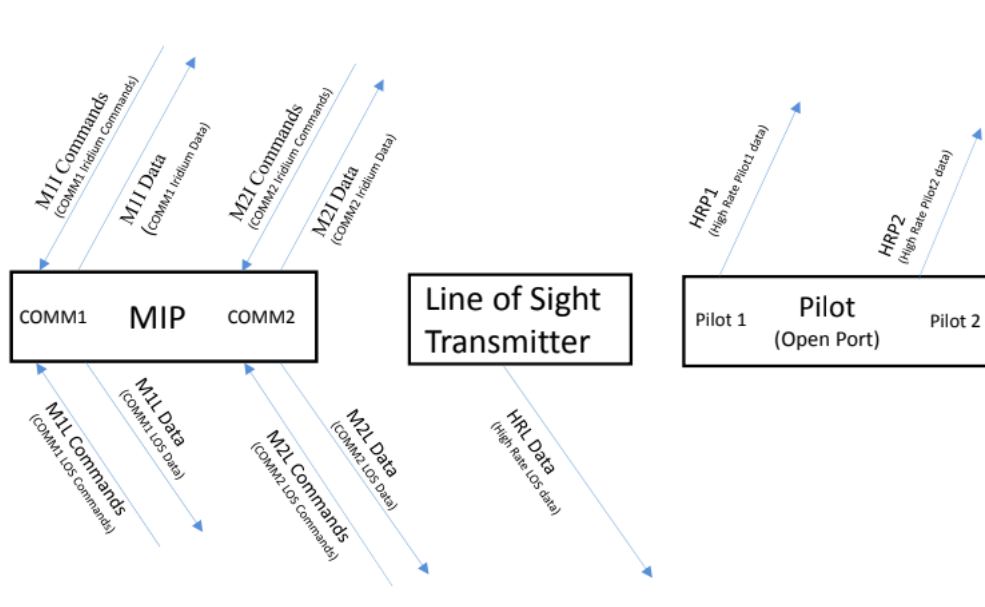 M1I Commands
(COMM1 Iridium Commands)
M1I Data
(COMM1 Iridium Data)
M2I Commands
(COMM2 Iridium Commands)
M2I Data
(COMM2 Iridium Data)
HRP1
(High Rate Pilot1 data)
HRP2
(High Rate Pilot2 data)
COMM1
MIP
COMM2
Line of Sight
Transmitter
Pilot 1
Pilot
(Open Port)
Pilot 2
M1L Commands
(COMM1 LOS Commands)
M1L Data
(COMM1 LOS Data)
M2L Commands
(COMM2 LOS Commands)
M2L Data
(COMM2 LOS Data)
HRL Data
(High Rate LOS data)